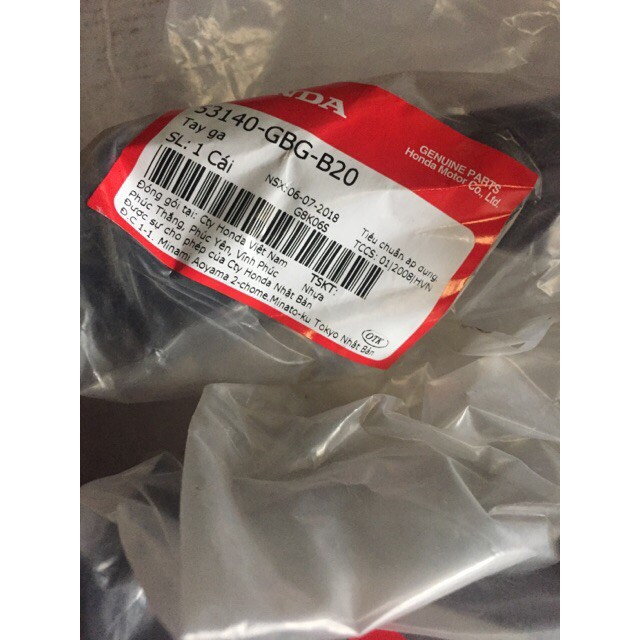 NDA
GENUINE PARTS
Honda Motor Co., Ltd.
53140-GBG-B20
Tay ga
SL: 1 Cái
NSX: 06-07-2018
GBK06S
Tiêu chuẩn áp dụng
TCCS: 01/2008/HVN
TSKT:
Nhựa
Đóng gói tại: Cty Honda Việt Nam
Phúc Thắng, Phúc Yên, Vĩnh Phúc
Được sự cho phép của Cty Honda Nhật Bản
Đ.C 1-1, Minami Aoyama 2-chome,Minato-ku Tokyo Nhật Bản
OTK